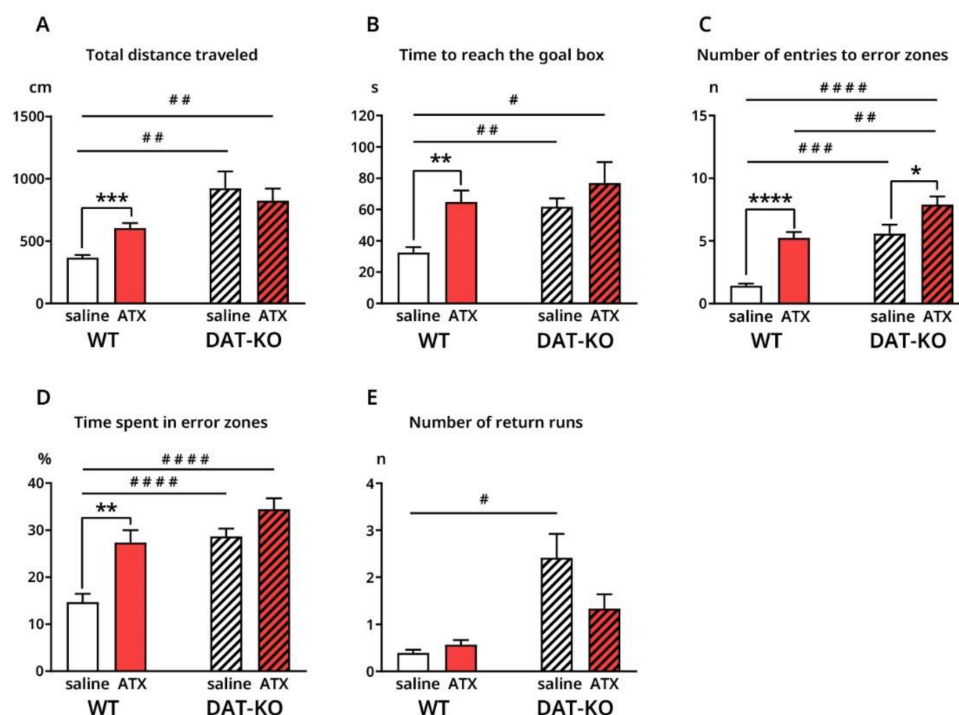 A
Total distance traveled
cm
# #
# #
***
1500
1000
500
0
saline ATX saline ATX
WT DAT-KO
B
Time to reach the goal box
s
#
# #
**
120
100
80
60
40
20
0
saline ATX saline ATX
WT DAT-KO
C
Number of entries to error zones
n
# # # #
# #
# # #
*
****
15
10
5
0
saline ATX saline ATX
WT DAT-KO
D
Time spent in error zones
%
# # # #
# # # #
**
40
30
20
10
0
saline ATX saline ATX
WT DAT-KO
E
Number of return runs
n
#
4
3
2
1
0
saline ATX saline ATX
WT DAT-KO